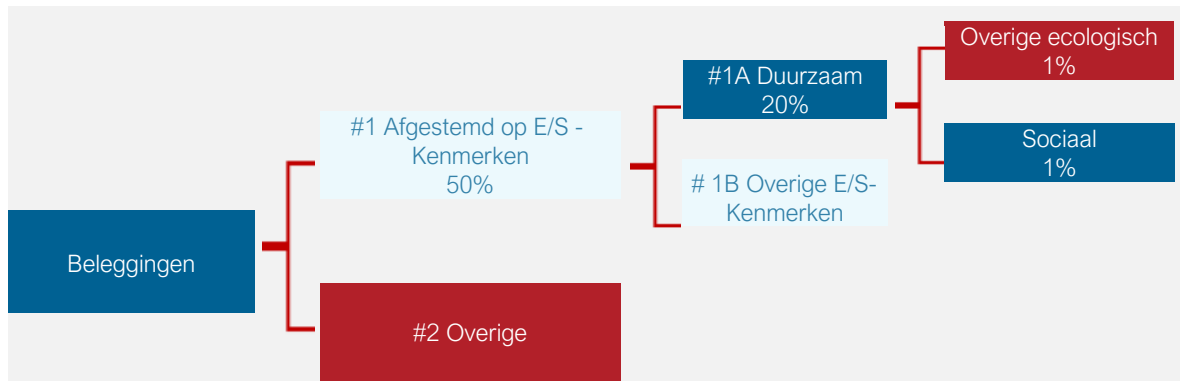 Beleggingen
#1 Afgestemd op E/S -
Kenmerken
50%
#2 Overige
#1A Duurzaam
20%
# 1B Overige E/S-
Kenmerken
Overige ecologisch
1%
Sociaal
1%